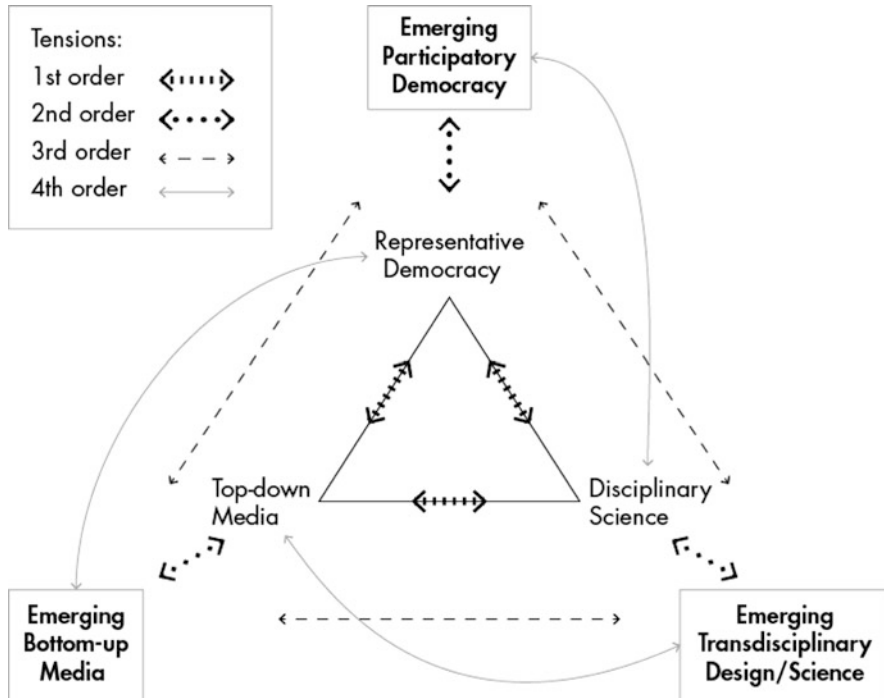 Tensions:
1st order
2nd order
3rd order
4th order
Emerging
Participatory
Democracy
Representative
Democracy
Top-down
Media
Disciplinary
Science
Emerging
Bottom-up
Media
Emerging
Transdisciplinary
Design/Science